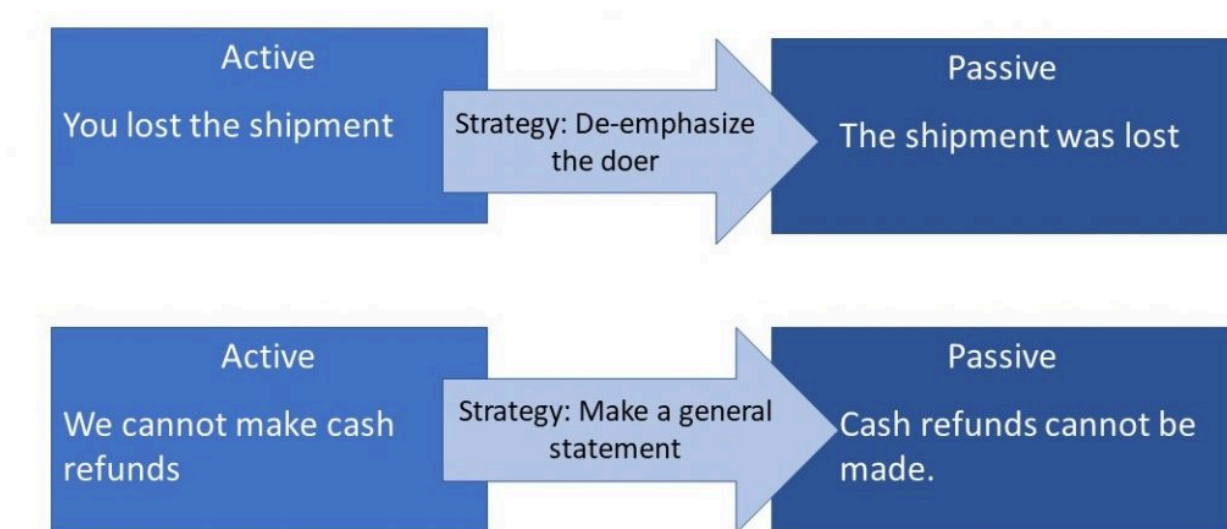 Active
You lost the shipment
Strategy: De-emphasize
the doer
Passive
The shipment was lost
Active
We cannot make cash
refunds
Strategy: Make a general
statement
Passive
Cash refunds cannot be
made.